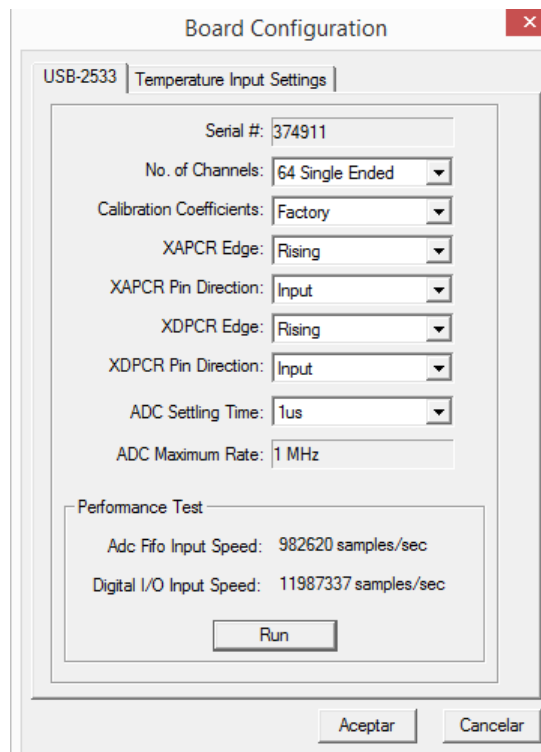 Board Configuration
USB-2533 Temperature Input Settings
Serial #: 374911
No. of Channels: 64 Single Ended
Calibration Coefficients: Factory
XAPCR Edge: Rising
XAPCR Pin Direction: Input
XDPCR Edge: Rising
XDPCR Pin Direction: Input
ADC Settling Time: 1us
ADC Maximum Rate: 1 MHz
Performance Test
Adc Fifo Input Speed: 982620 samples/sec
Digital I/O Input Speed: 11987337 samples/sec
Run
Aceptar Cancelar